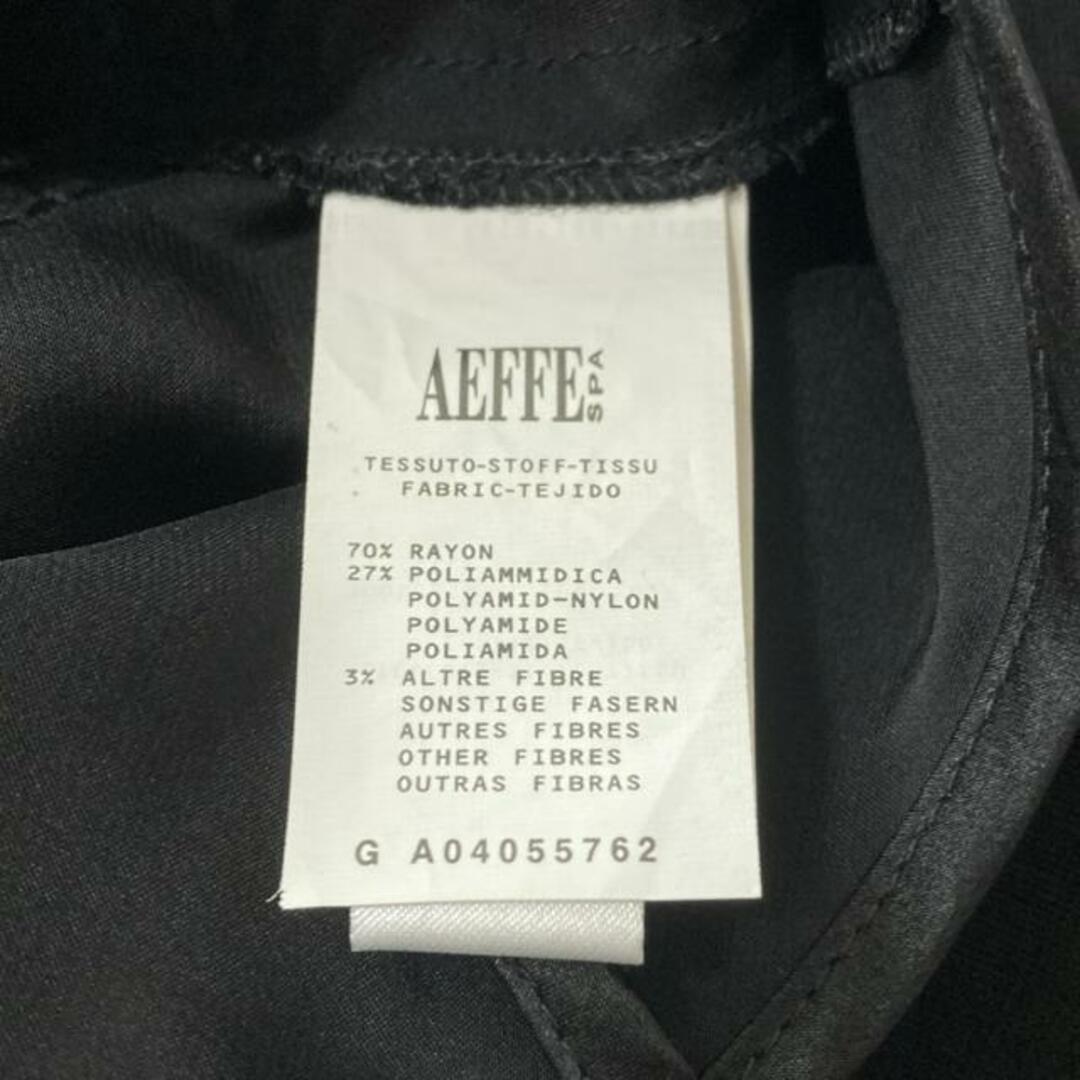 AEFFE SPA
TESSUTO-STOFF-TISSU
FABRIC-TEJIDO
70% RAYON
27% POLIAMMIDICA
POLYAMID-NYLON
POLYAMIDE
POLIAMIDA
3% ALTRE FIBRE
SONSTIGE FASERN
AUTRES FIBRES
OTHER FIBRES
OUTRAS FIBRAS
G A04055762